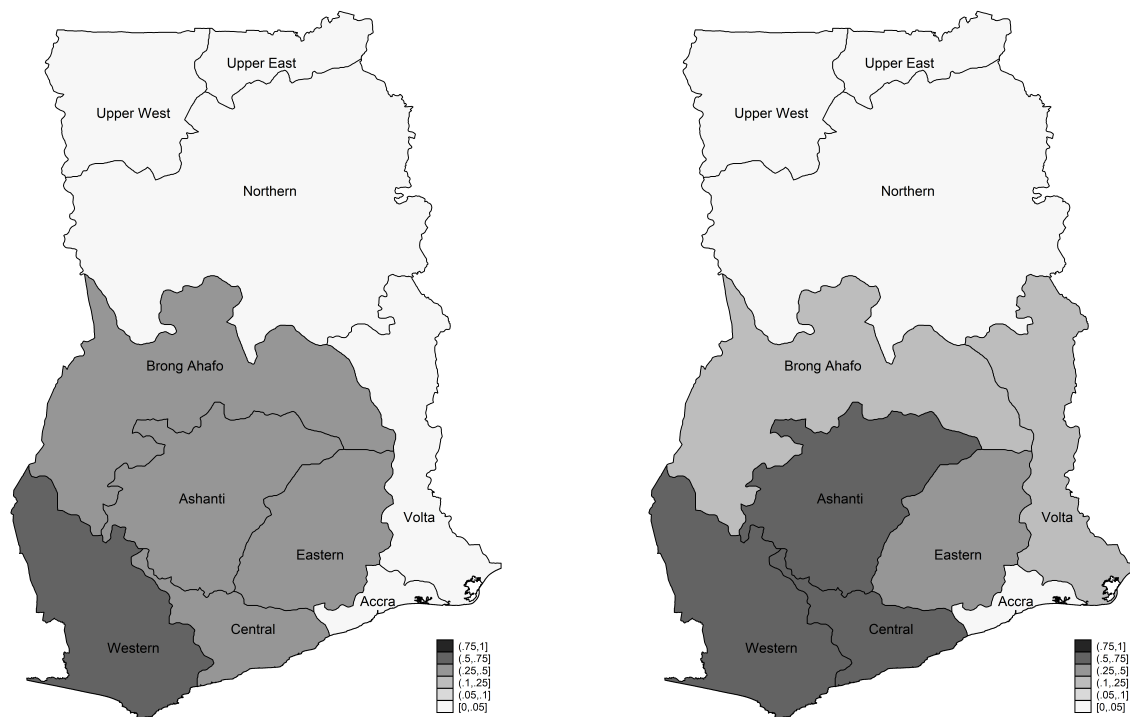 Upper East
Upper West
Northern
Brong Ahafo
Ashanti
Volta
Eastern
Accra
Central
Western
(.75,1]
(.5,.75]
(.25,.5]
(.1,.25]
(.05,.1]
[0,.05]
Upper East
Upper West
Northern
Brong Ahafo
Ashanti
Volta
Eastern
Accra
Central
Western
(.75,1]
(.5,.75]
(.25,.5]
(.1,.25]
(.05,.1]
[0,.05]